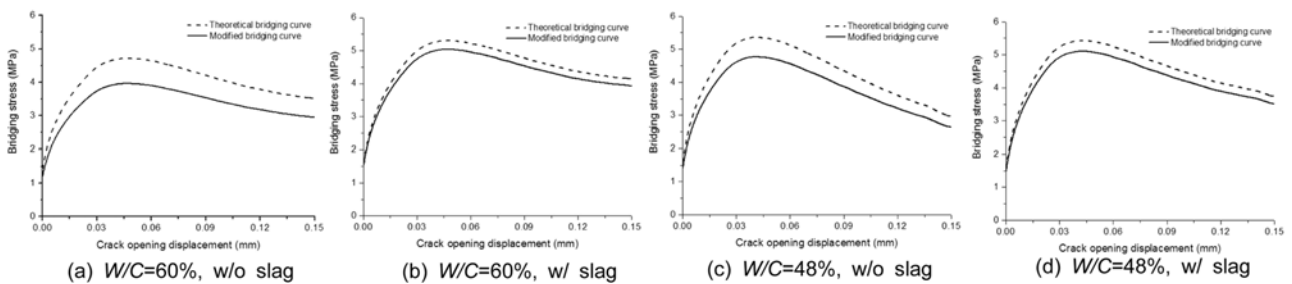 Theoretical bridging curve
Modified bridging curve
Bridging stress (MPa)
6
5
4
3
2
1
0
0.00
0.03
0.06
0.09
0.12
0.15
Crack opening displacement (mm)
(a) W/C=60%, w/o slag
Theoretical bridging curve
Modified bridging curve
Bridging stress (MPa)
6
5
4
3
2
1
0
0.00
0.03
0.06
0.09
0.12
0.15
Crack opening displacement (mm)
(b) W/C=60%, w/ slag
Theoretical bridging curve
Modified bridging curve
Bridging stress (MPa)
6
5
4
3
2
1
0
0.00
0.03
0.06
0.09
0.12
0.15
Crack opening displacement (mm)
(c) W/C=48%, w/o slag
Theoretical bridging curve
Modified bridging curve
Bridging stress (MPa)
6
5
4
3
2
1
0
0.00
0.03
0.06
0.09
0.12
0.15
Crack opening displacement (mm)
(d) W/C=48%, w/ slag